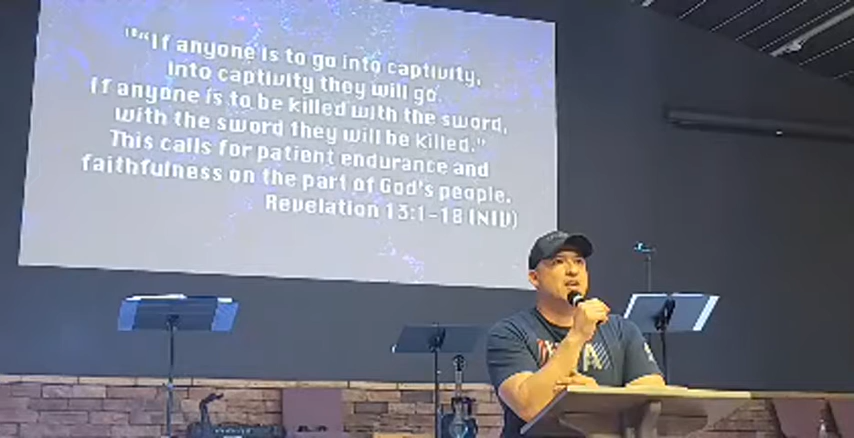 "“If anyone is to go into captivity,
into captivity they will go.
If anyone is to be killed with the sword,
with the sword they will be killed."
This calls for patient endurance and
faithfulness on the part of God's people.
Revelation 13:1-18 (NIV)